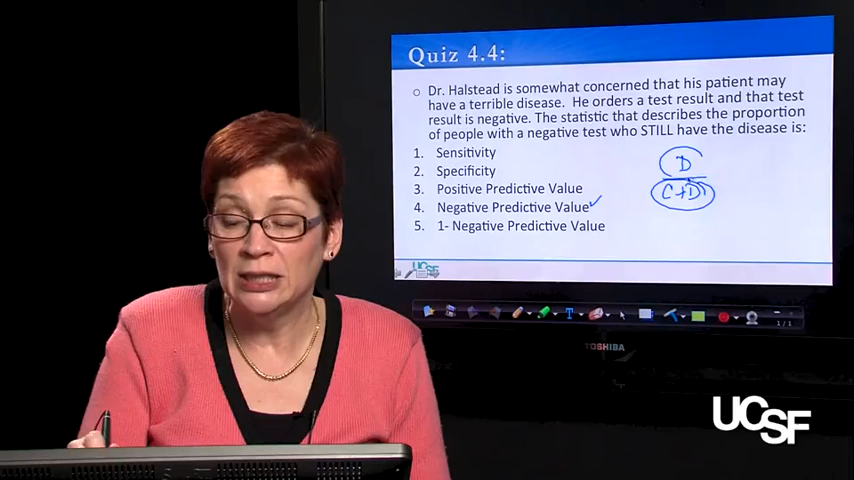 Quiz 4.4:
Dr. Halstead is somewhat concerned that his patient may
have a terrible disease. He orders a test result and that test
result is negative. The statistic that describes the proportion
of people with a negative test who STILL have the disease is:
1. Sensitivity
2. Specificity
3. Positive Predictive Value
4. Negative Predictive Value
5. 1- Negative Predictive Value
D
C+D
UCSF
T
1/1
TOSHIBA
UCSF